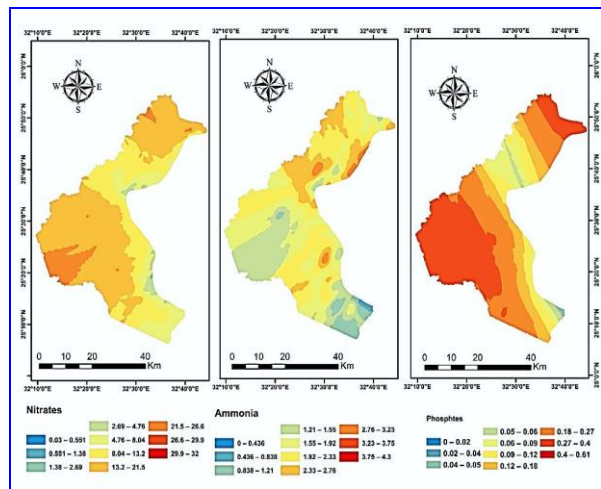 32°10'0"E 32°20'0"E 32°30'0"E 32°40'0"E
32°10'0"E 32°20'0"E 32°30'0"E 32°40'0"E
32°10'0"E 32°20'0"E 32°30'0"E 32°40'0"E
N
W E
S
N
W E
S
N
W E
S
0 10 20 40
Km
0 10 20 40
Km
0 10 20 40
Km
32°10'0"E 32°20'0"E 32°30'0"E 32°40'0"E
32°10'0"E 32°20'0"E 32°30'0"E 32°40'0"E
32°10'0"E 32°20'0"E 32°30'0"E 32°40'0"E
Nitrates
0.03 – 0.551
0.551 – 1.38
1.38 – 2.69
2.69 – 4.76
4.76 – 8.04
8.04 – 13.2
13.2 – 21.5
21.5 – 26.6
26.6 – 29.9
29.9 – 32
Ammonia
0 – 0.436
0.436 – 0.838
0.838 – 1.21
1.21 – 1.55
1.55 – 1.92
1.92 – 2.33
2.33 – 2.76
2.76 – 3.23
3.23 – 3.75
3.75 – 4.3
Phosphtes
0 – 0.02
0.02 – 0.04
0.04 – 0.05
0.05 – 0.06
0.06 – 0.09
0.09 – 0.12
0.12 – 0.18
0.18 – 0.27
0.27 – 0.4
0.4 – 0.61